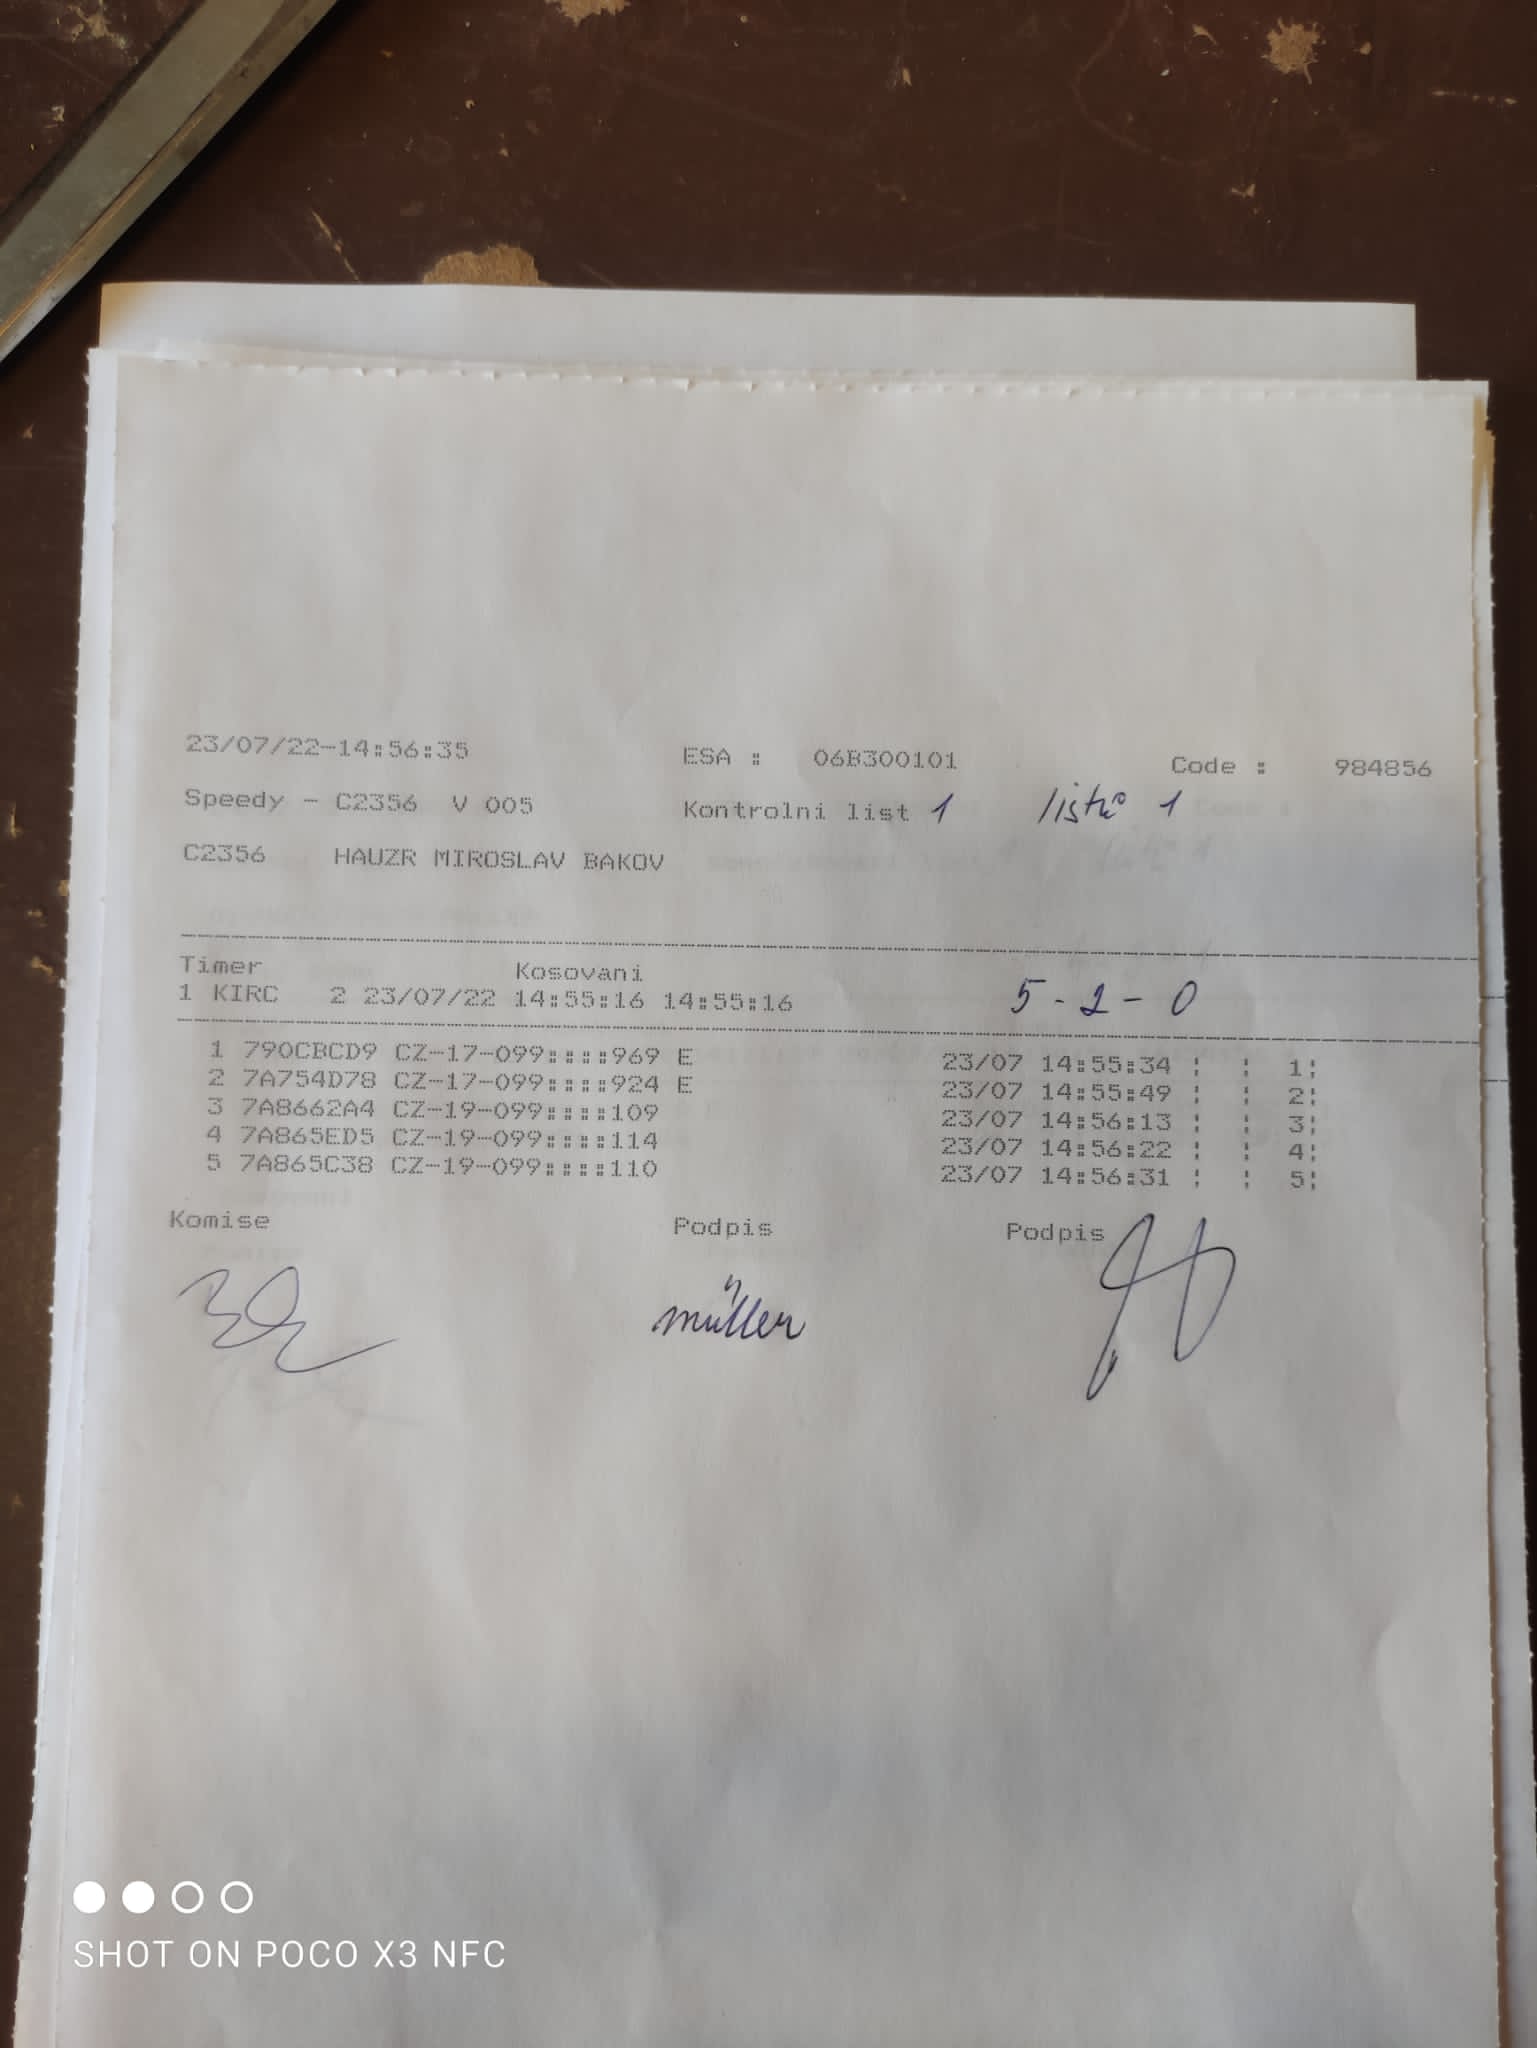 23/07/22-14:56:35 ESA : 06B300101 Code : 984856
Speedy - C2356 V 005 Kontrolni list 1 listů 1
C2356 HAUZR MIROSLAV BAKOV
Timer Kosovani
1 KIRC 2 23/07/22 14:55:16 14:55:16 5-2-0
1 790CBCD9 CZ-17-099::::969 E 23/07 14:55:34 ¦ ¦ 1¦
2 7A754D78 CZ-17-099::::924 E 23/07 14:55:49 ¦ ¦ 2¦
3 7A8662A4 CZ-19-099::::109 23/07 14:56:13 ¦ ¦ 3¦
4 7A865ED5 CZ-19-099::::114 23/07 14:56:22 ¦ ¦ 4¦
5 7A865C38 CZ-19-099::::110 23/07 14:56:31 ¦ ¦ 5¦
Komise Podpis Podpis
müller
SHOT ON POCO X3 NFC